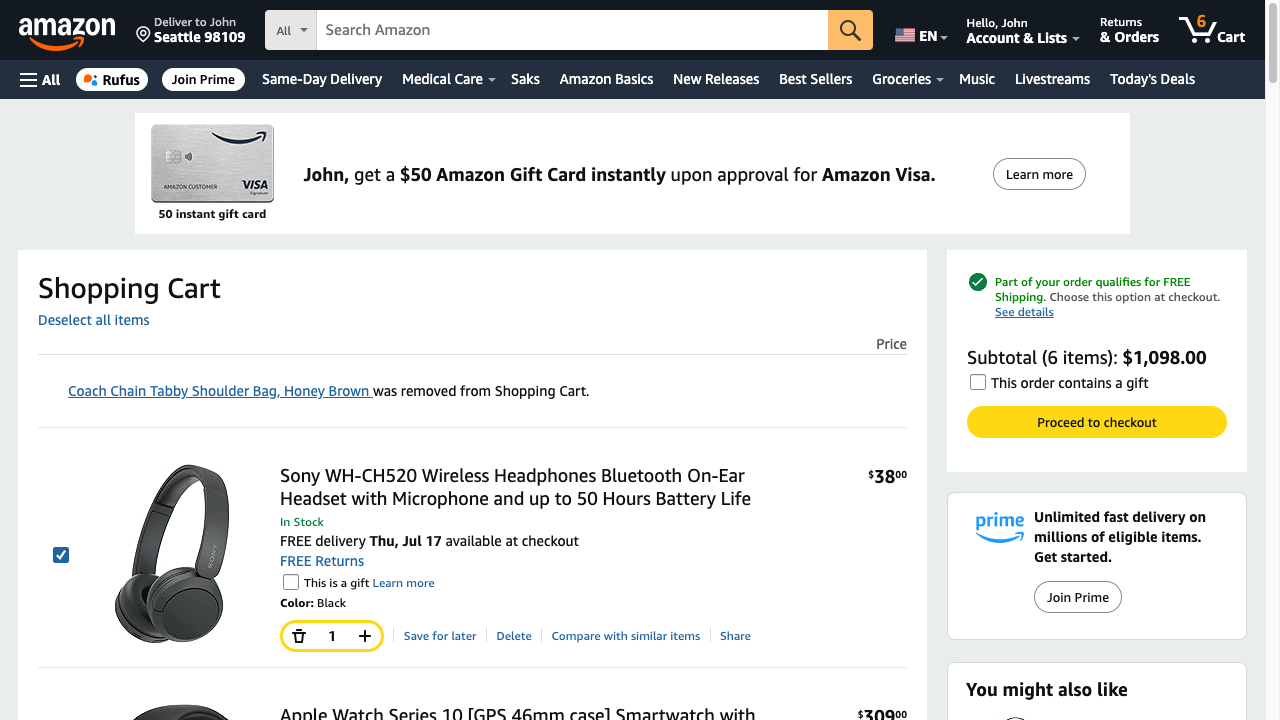 amazon
Deliver to John
Seattle 98109
All
Search Amazon
EN
Hello, John
Account & Lists
Returns
& Orders
6
Cart
All
Rufus
Join Prime
Same-Day Delivery
Medical Care
Saks
Amazon Basics
New Releases
Best Sellers
Groceries
Music
Livestreams
Today's Deals
AMAZON CUSTOMER
VISA
Signature
50 instant gift card
John, get a $50 Amazon Gift Card instantly upon approval for Amazon Visa.
Learn more
Shopping Cart
Deselect all items
Price
Coach Chain Tabby Shoulder Bag, Honey Brown was removed from Shopping Cart.
SONY
Sony WH-CH520 Wireless Headphones Bluetooth On-Ear
Headset with Microphone and up to 50 Hours Battery Life
$3800
In Stock
FREE delivery Thu, Jul 17 available at checkout
FREE Returns
This is a gift Learn more
Color: Black
1
Save for later
Delete
Compare with similar items
Share
Apple Watch Series 10 [GPS 46mm case] Smartwatch with
$30900
Part of your order qualifies for FREE
Shipping. Choose this option at checkout.
See details
Subtotal (6 items): $1,098.00
This order contains a gift
Proceed to checkout
prime
Unlimited fast delivery on
millions of eligible items.
Get started.
Join Prime
You might also like